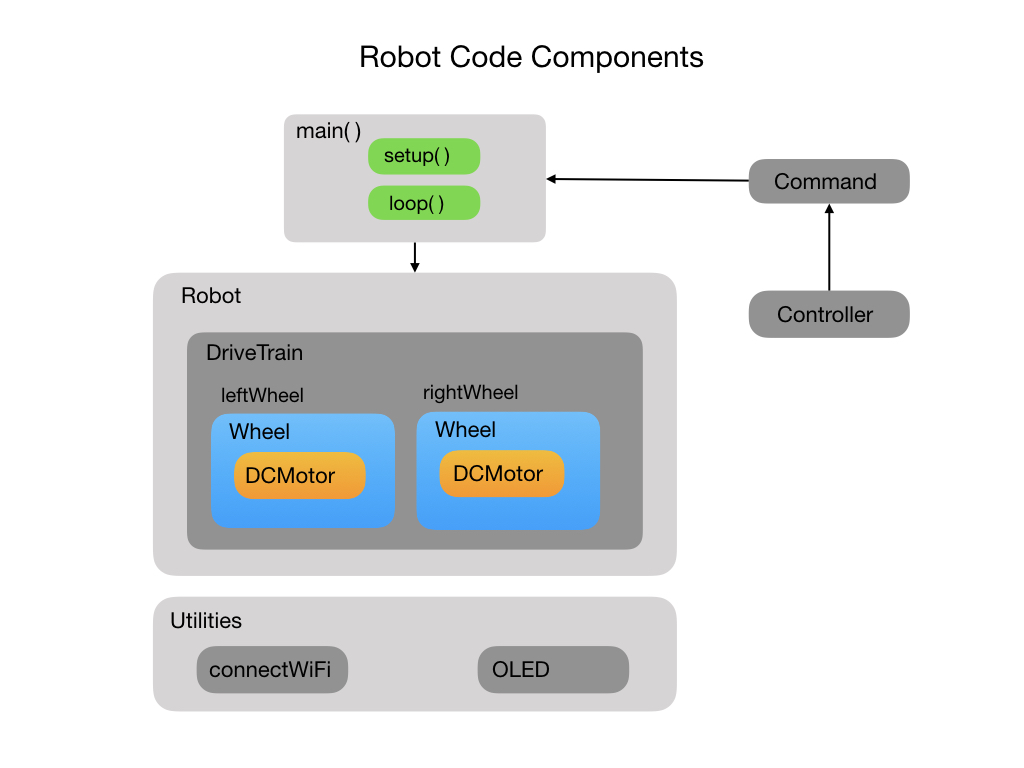 Robot Code Components
main( )
setup( )
loop( )
Command
Controller
Robot
DriveTrain
leftWheel
rightWheel
Wheel
Wheel
DCMotor
DCMotor
Utilities
connectWiFi
OLED